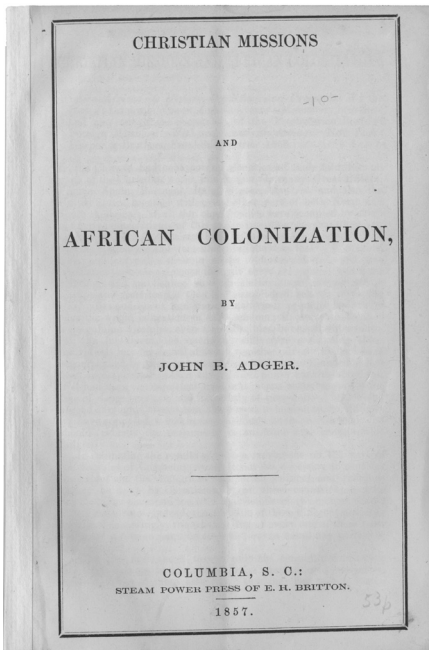 CHRISTIAN MISSIONS
-10-
AND
AFRICAN COLONIZATION,
BY
JOHN B. ADGER.
COLUMBIA, S. C.:
STEAM POWER PRESS OF E. H. BRITTON.
1857.
53p